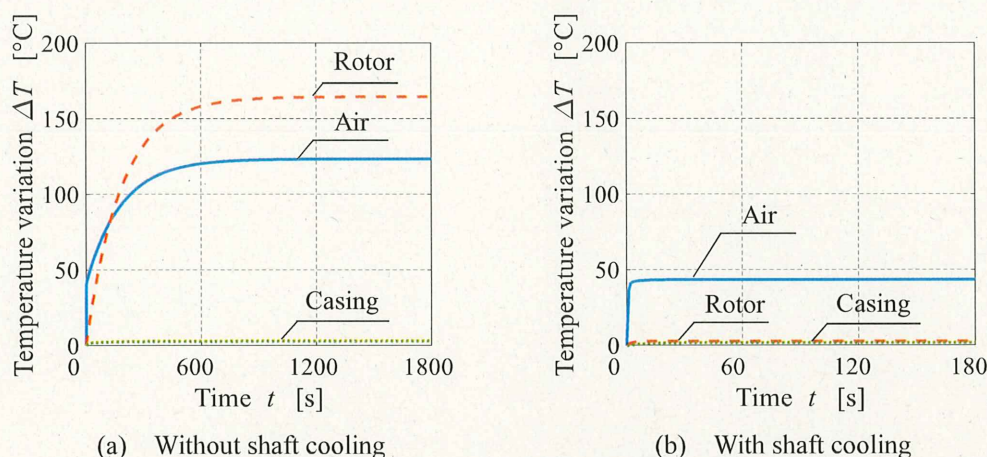 Temperature variation ΔT [°C]
200
150
100
50
0
Rotor
Air
Casing
0 600 1200 1800
Time t [s]
(a) Without shaft cooling
Temperature variation ΔT [°C]
200
150
100
50
0
Air
Rotor Casing
0 60 120 180
Time t [s]
(b) With shaft cooling